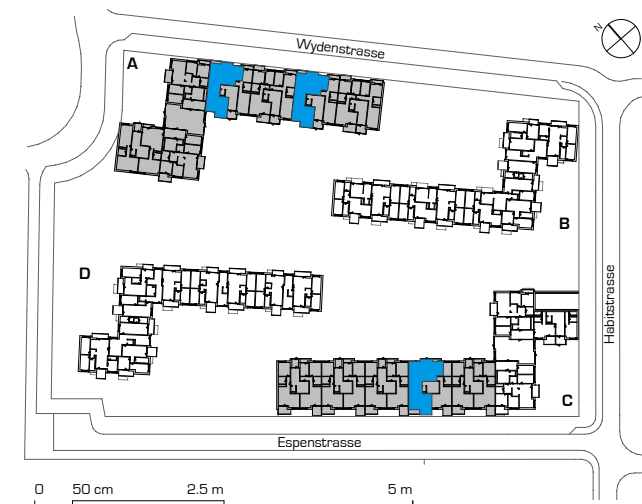 Wydenstrasse
N
A
B
D
Habitstrasse
C
Espenstrasse
0 50 cm 2.5 m 5 m